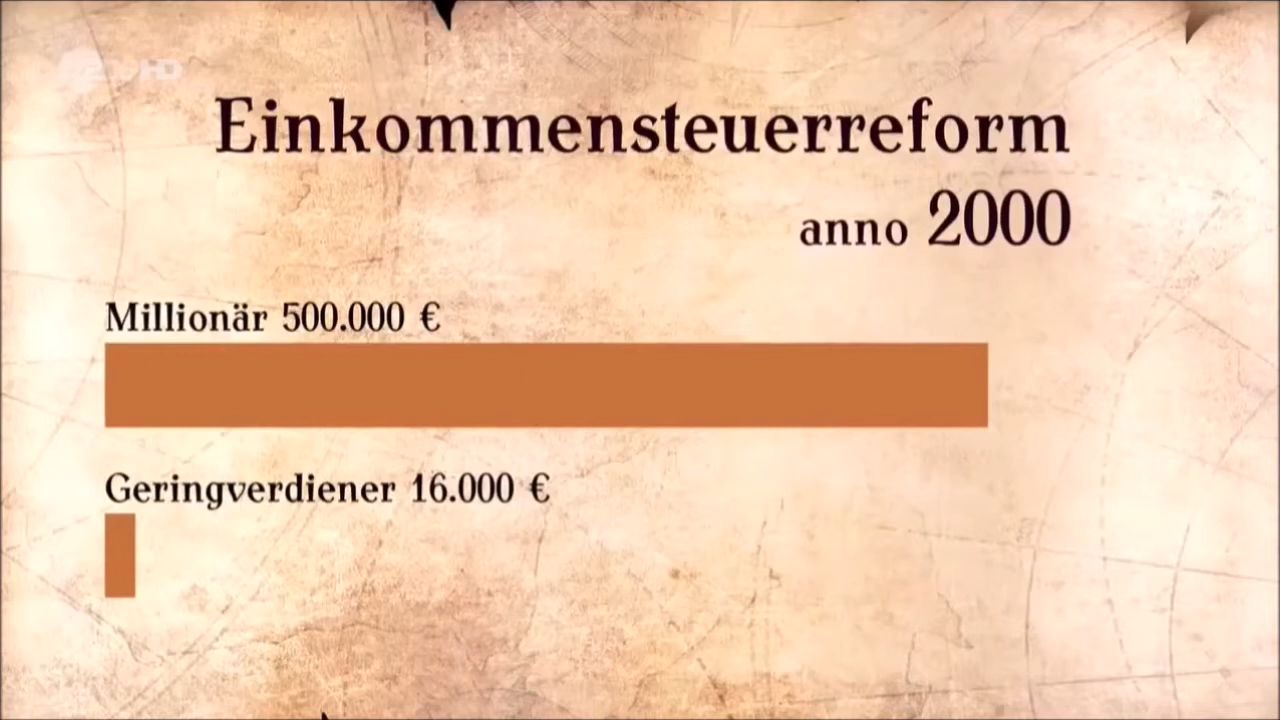 Einkommensteuerreform
anno 2000
Millionär 500.000 €
Geringverdiener 16.000 €